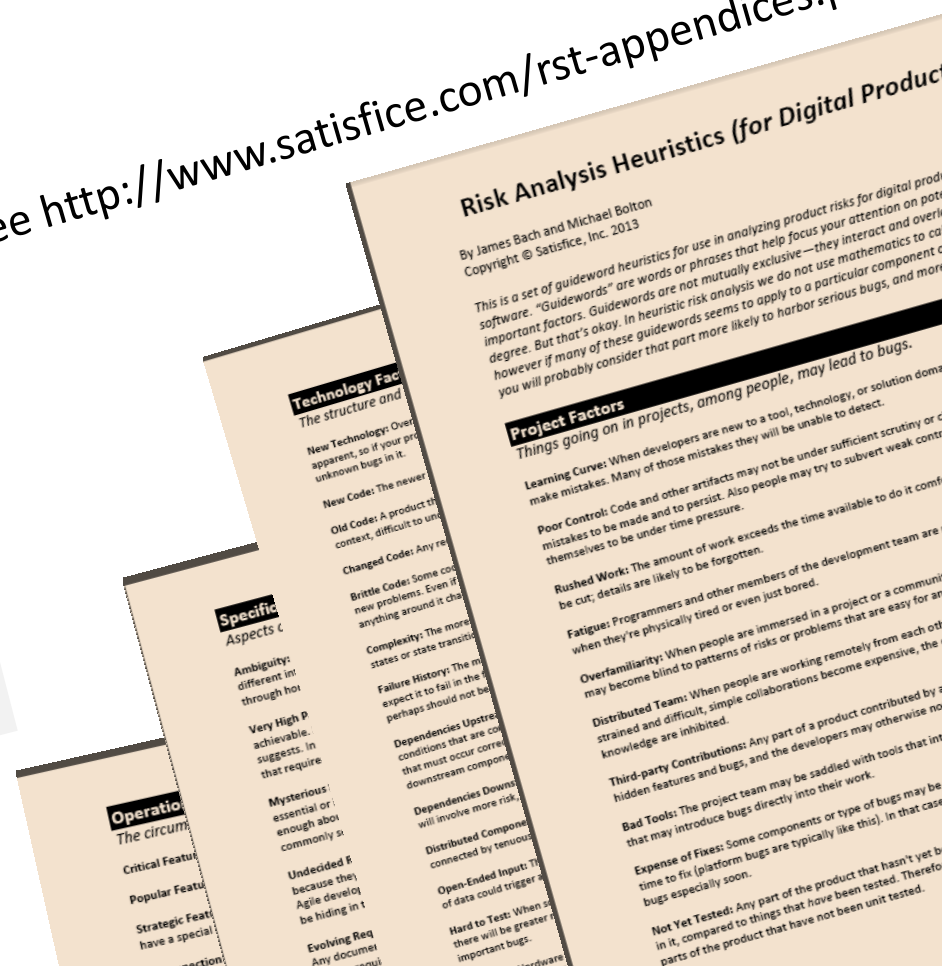 ee http://www.satisfice.com/rst-appendices.p
Risk Analysis Heuristics (for Digital Product
By James Bach and Michael Bolton
Copyright © Satisfice, Inc. 2013
This is a set of guideword heuristics for use in analyzing product risks for digital produ
software. “Guidewords” are words or phrases that help focus your attention on pote
important factors. Guidewords are not mutually exclusive—they interact and overl
degree. But that’s okay. In heuristic risk analysis we do not use mathematics to ca
however if many of these guidewords seems to apply to a particular component o
you will probably consider that part more likely to harbor serious bugs, and more
Project Factors
Things going on in projects, among people, may lead to bugs.
Learning Curve: When developers are new to a tool, technology, or solution doma
make mistakes. Many of those mistakes they will be unable to detect.
Poor Control: Code and other artifacts may not be under sufficient scrutiny or c
mistakes to be made and to persist. Also people may try to subvert weak contr
themselves to be under time pressure.
Rushed Work: The amount of work exceeds the time available to do it comf
be cut; details are likely to be forgotten.
Fatigue: Programmers and other members of the development team are
when they're physically tired or even just bored.
Overfamiliarity: When people are immersed in a project or a communi
may become blind to patterns of risks or problems that are easy for an
Distributed Team: When people are working remotely from each oth
strained and difficult, simple collaborations become expensive, the
knowledge are inhibited.
Third-party Contributions: Any part of a product contributed by a
hidden features and bugs, and the developers may otherwise no
Bad Tools: The project team may be saddled with tools that int
that may introduce bugs directly into their work.
Expense of Fixes: Some components or type of bugs may be
time to fix (platform bugs are typically like this). In that case
bugs especially soon.
Not Yet Tested: Any part of the product that hasn't yet b
in it, compared to things that have been tested. Therefo
parts of the product that have not been unit tested.
Technology Fac
The structure and
New Technology: Over
apparent, so if your pro
unknown bugs in it.
New Code: The newer
Old Code: A product th
context, difficult to und
Changed Code: Any re
Brittle Code: Some cod
new problems. Even if
anything around it cha
Complexity: The more
states or state transitio
Failure History: The m
expect it to fail in the f
perhaps should not be
Dependencies Upstrea
conditions that are co
that must occur correc
downstream compone
Dependencies Downs
will involve more risk,
Distributed Compone
connected by tenuous
Open-Ended Input: Th
of data could trigger a
Hard to Test: When so
there will be greater r
important bugs.
Hardware
Specific
Aspects o
Ambiguity:
different int
through hor
Very High P
achievable.
suggests. In
that require
Mysterious
essential or
enough abou
commonly se
Undecided R
because they
Agile develop
be hiding in t
Evolving Req
Any documen
requi
Operatio
The circum
Critical Featur
Popular Featu
Strategic Feat
have a special
nection